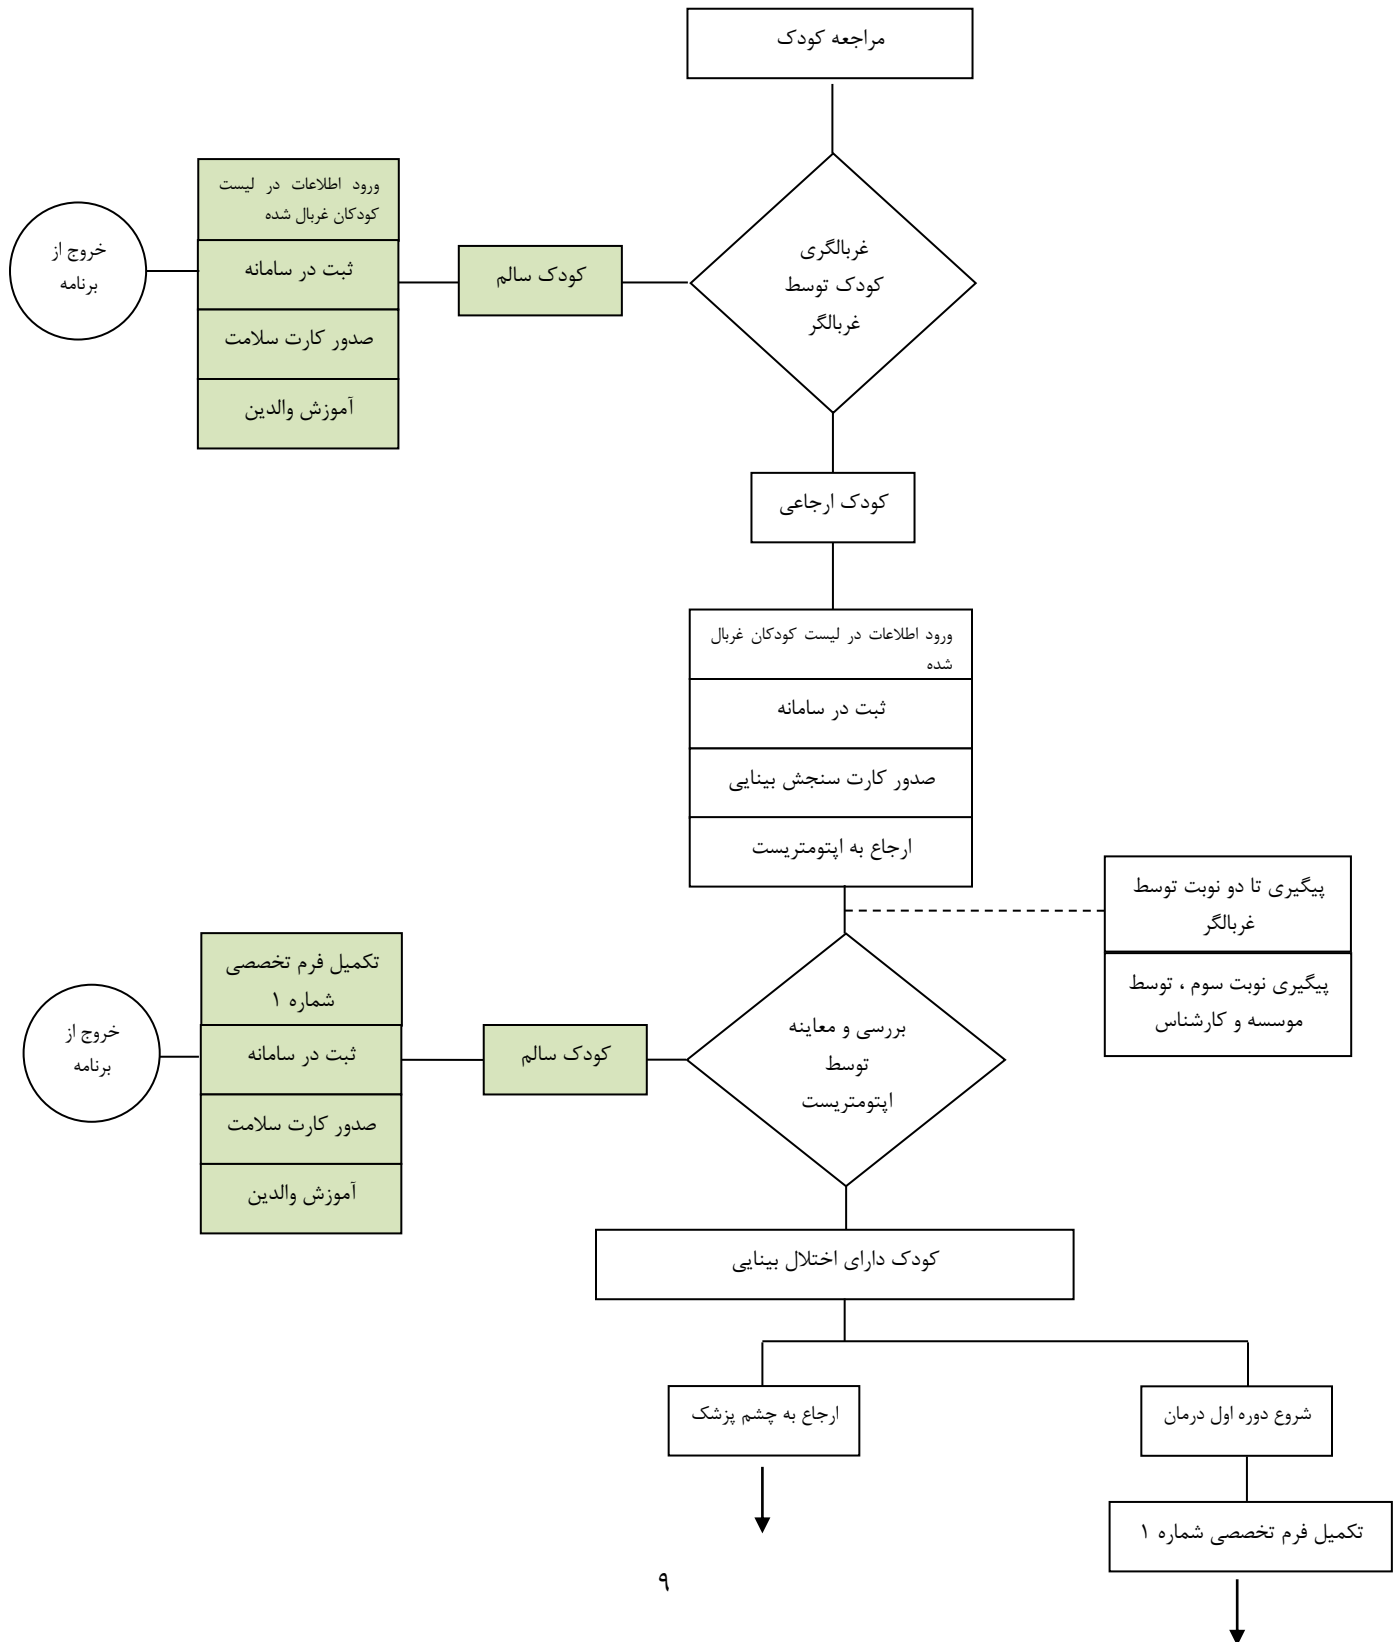 مراجعه کودک
غربالگری
کودک توسط
غربالگر
کودک سالم
ورود اطلاعات در لیست
کودکان غربال شده
ثبت در سامانه
صدور کارت سلامت
آموزش والدین
خروج از
برنامه
کودک ارجاعی
ورود اطلاعات در لیست کودکان غربال
شده
ثبت در سامانه
صدور کارت سنجش بینایی
ارجاع به اپتومتریست
پیگیری تا دو نوبت توسط
غربالگر
پیگیری نوبت سوم ، توسط
موسسه و کارشناس
بررسی و معاینه
توسط
اپتومتریست
کودک سالم
تکمیل فرم تخصصی
شماره ۱
ثبت در سامانه
صدور کارت سلامت
آموزش والدین
خروج از
برنامه
کودک دارای اختلال بینایی
شروع دوره اول درمان
ارجاع به چشم پزشک
تکمیل فرم تخصصی شماره ۱
۹